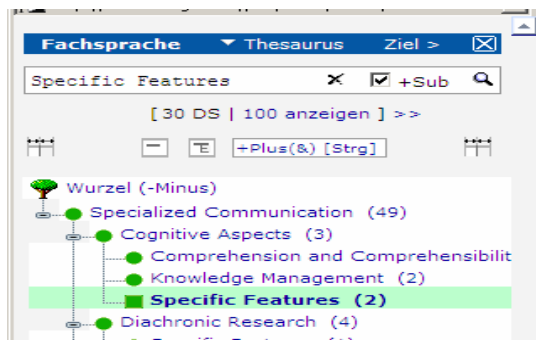 Fachsprache ▼ Thesaurus Ziel >
Specific Features × +Sub
[ 30 DS | 100 anzeigen ] >>
− E +Plus(&) [Strg]
Wurzel (-Minus)
Specialized Communication (49)
Cognitive Aspects (3)
Comprehension and Comprehensibilit
Knowledge Management (2)
Specific Features (2)
Diachronic Research (4)